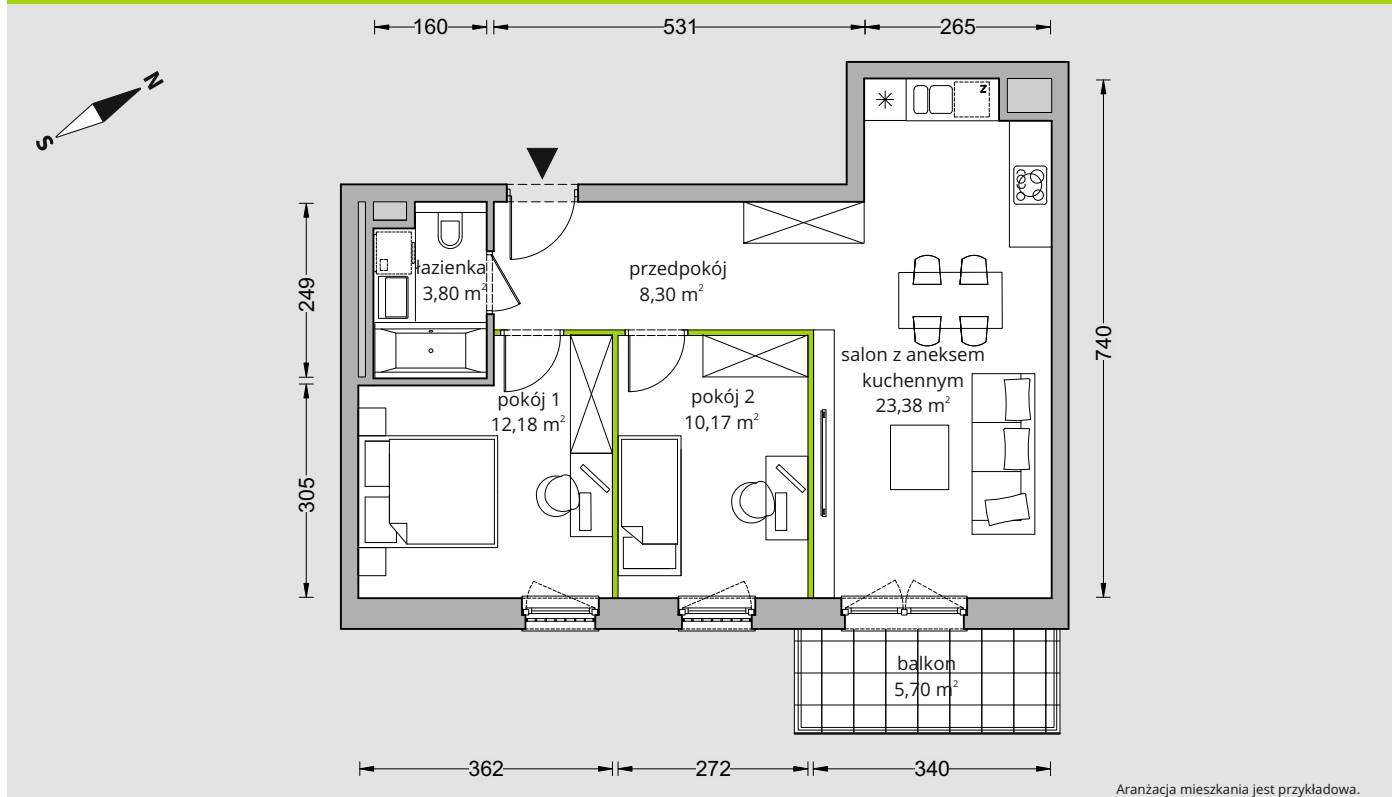 160
531
265
N
S
z
249
łazienka
3,80 m²
przedpokój
8,30 m²
740
salon z aneksem
kuchennym
23,38 m²
305
pokój 1
12,18 m²
pokój 2
10,17 m²
balkon
5,70 m²
362
272
340
Aranżacja mieszkania jest przykładowa.